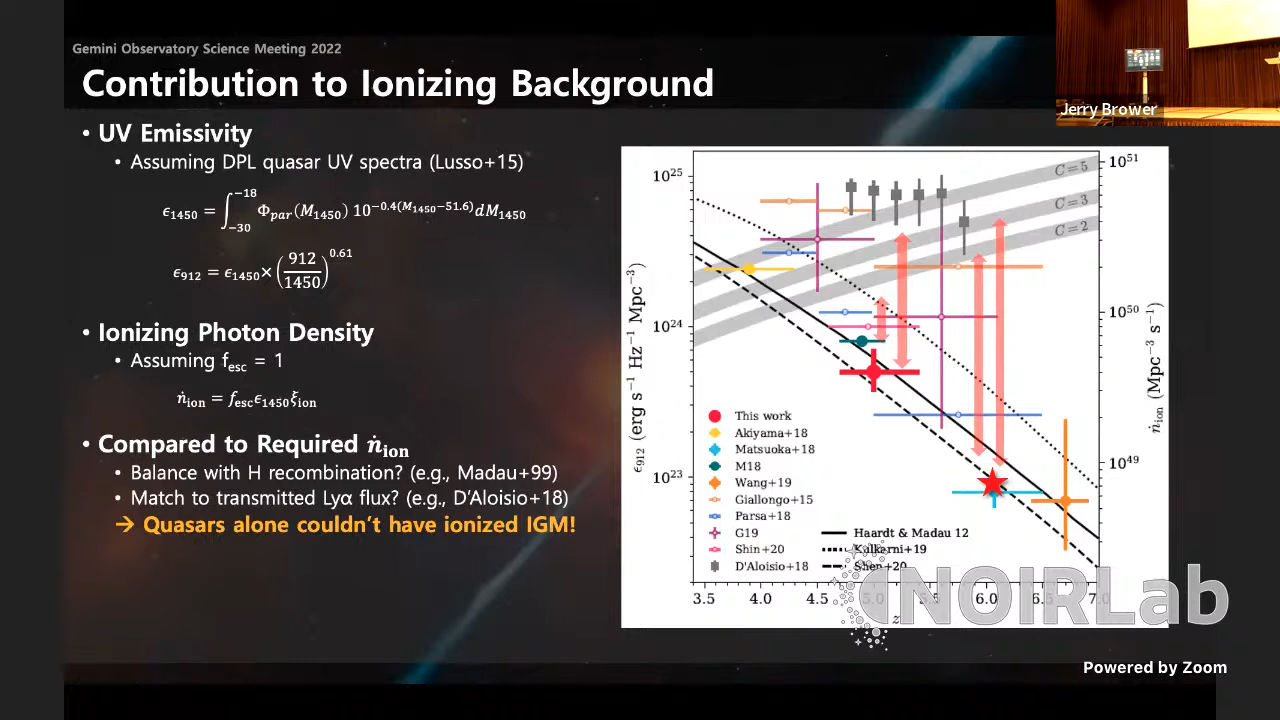 Gemini Observatory Science Meeting 2022
Contribution to Ionizing Background
Jerry Brower
• UV Emissivity
• Assuming DPL quasar UV spectra (Lusso+15)
ϵ₁₄₅₀ = ∫₋₃₀⁻¹⁸ Φₚₐᵣ(M₁₄₅₀) 10^{-0.4(M₁₄₅₀−51.6)} dM₁₄₅₀
ϵ₉₁₂ = ϵ₁₄₅₀ × (912/1450)^{0.61}
• Ionizing Photon Density
• Assuming f_esc = 1
ṅ_ion = f_esc ϵ₁₄₅₀ ξ_ion
• Compared to Required ṅ_ion
• Balance with H recombination? (e.g., Madau+99)
• Match to transmitted Lyα flux? (e.g., D'Aloisio+18)
→ Quasars alone couldn't have ionized IGM!
10²⁵
10²⁴
10²³
ϵ₉₁₂ (erg s⁻¹ Hz⁻¹ Mpc⁻³)
10⁵¹
10⁵⁰
10⁴⁹
ṅ_ion (Mpc⁻³ s⁻¹)
C = 5
C = 3
C = 2
This work
Akiyama+18
Matsuoka+18
M18
Wang+19
Giallongo+15
Parsa+18
G19
Shin+20
D'Aloisio+18
Haardt & Madau 12
Kulkerni+19
Shen+20
3.5 4.0 4.5 5.0 5.5 6.0 6.5 7.0
z
NOIRLab
Powered by Zoom